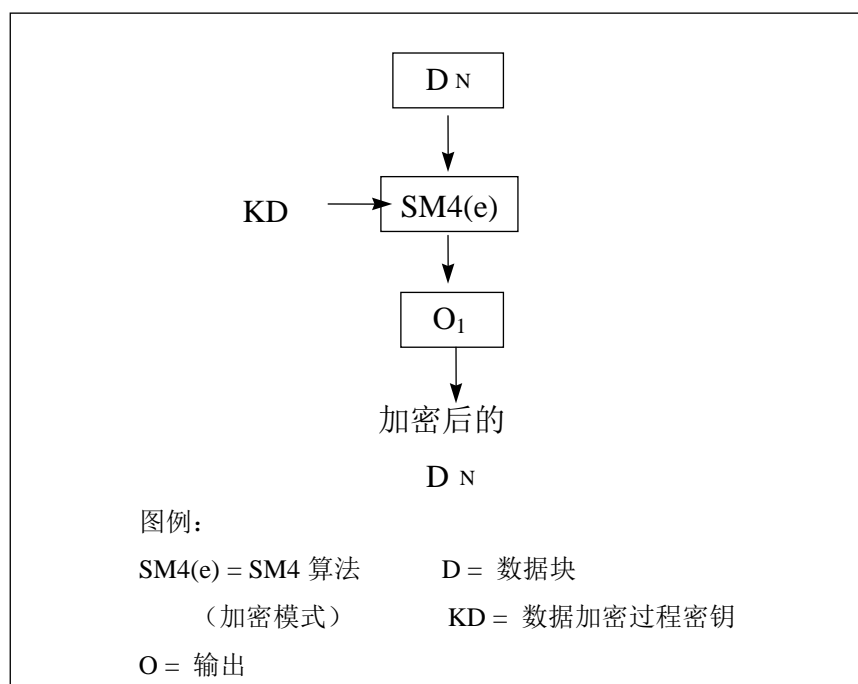 D N
KD SM4(e)
O₁
加密后的
D N
图例:
SM4(e) = SM4 算法 D = 数据块
(加密模式) KD = 数据加密过程密钥
O = 输出